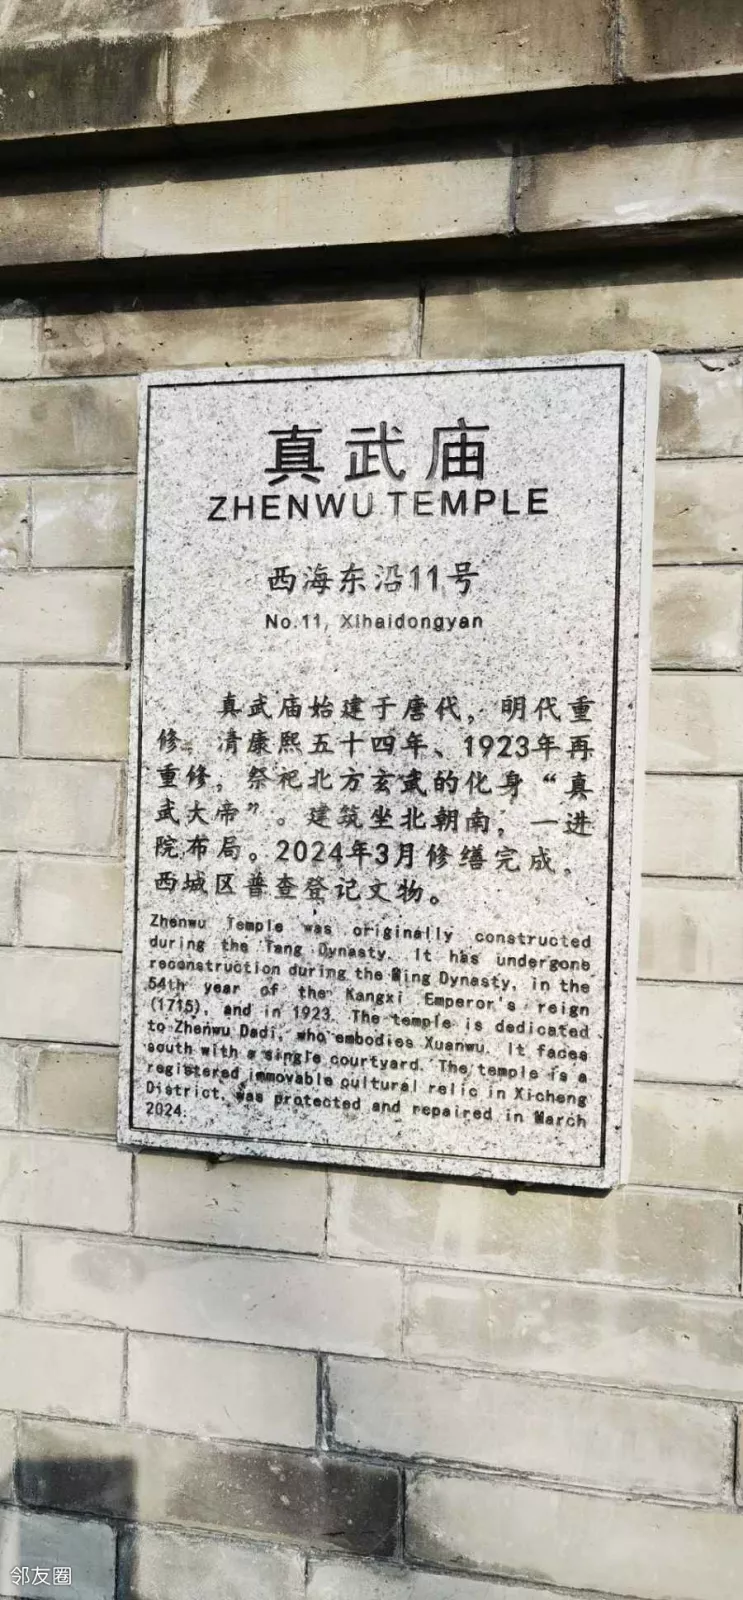 真武庙
ZHENWU TEMPLE
西海东沿11号
No.11, Xihaidongyan
真武庙始建于唐代，明代重
修。清康熙五十四年、1923年再
重修，祭祀北方玄武的化身“真
武大帝”。建筑坐北朝南，一进
院布局。2024年3月修缮完成，
西城区普查登记文物。
Zhenwu Temple was originally constructed
during the Tang Dynasty. It has undergone
reconstruction during the Ming Dynasty, in the
54th year of the Kangxi Emperor's reign
(1715), and in 1923. The temple is dedicated
to Zhenwu Dadi, who embodies Xuanwu. It faces
south with a single courtyard. The temple is a
registered immovable cultural relic in Xicheng
District, was protected and repaired in March
2024.
邻友圈